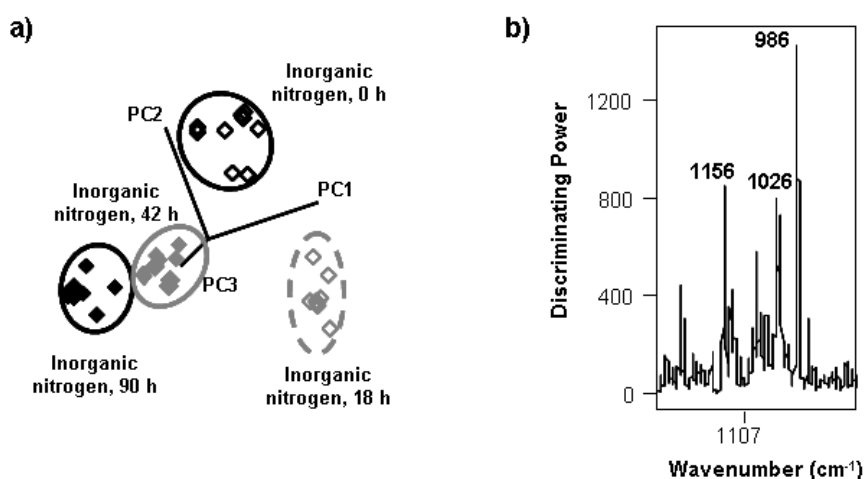 a)
Inorganic
nitrogen, 0 h
PC2
PC1
Inorganic
nitrogen, 42 h
PC3
Inorganic
nitrogen, 90 h
Inorganic
nitrogen, 18 h
b)
986
1200
1156
1026
800
400
0
Discriminating Power
1107
Wavenumber (cm-1)